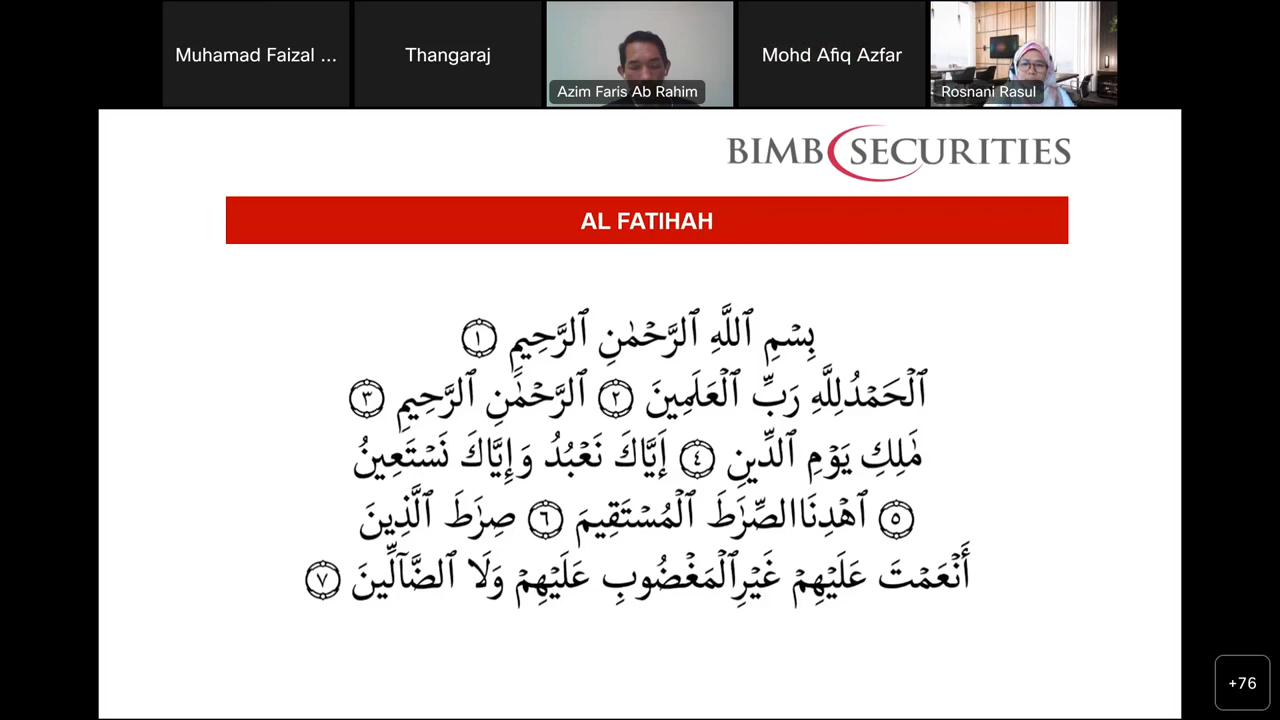 Muhamad Faizal ...
Thangaraj
Azim Faris Ab Rahim
Mohd Afiq Azfar
Rosnani Rasul
BIMB SECURITIES
AL FATIHAH
بِسْمِ ٱللَّهِ ٱلرَّحْمَٰنِ ٱلرَّحِيمِ ١
ٱلْحَمْدُلِلَّهِ رَبِّ ٱلْعَٰلَمِينَ ٢ ٱلرَّحْمَٰنِ ٱلرَّحِيمِ ٣
مَٰلِكِ يَوْمِ ٱلدِّينِ ٤ إِيَّاكَ نَعْبُدُ وَإِيَّاكَ نَسْتَعِينُ
٥ ٱهْدِنَاالصِّرَٰطَ ٱلْمُسْتَقِيمَ ٦ صِرَٰطَ ٱلَّذِينَ
أَنْعَمْتَ عَلَيْهِمْ غَيْرِٱلْمَغْضُوبِ عَلَيْهِمْ وَلَا ٱلضَّآلِّينَ ٧
+76